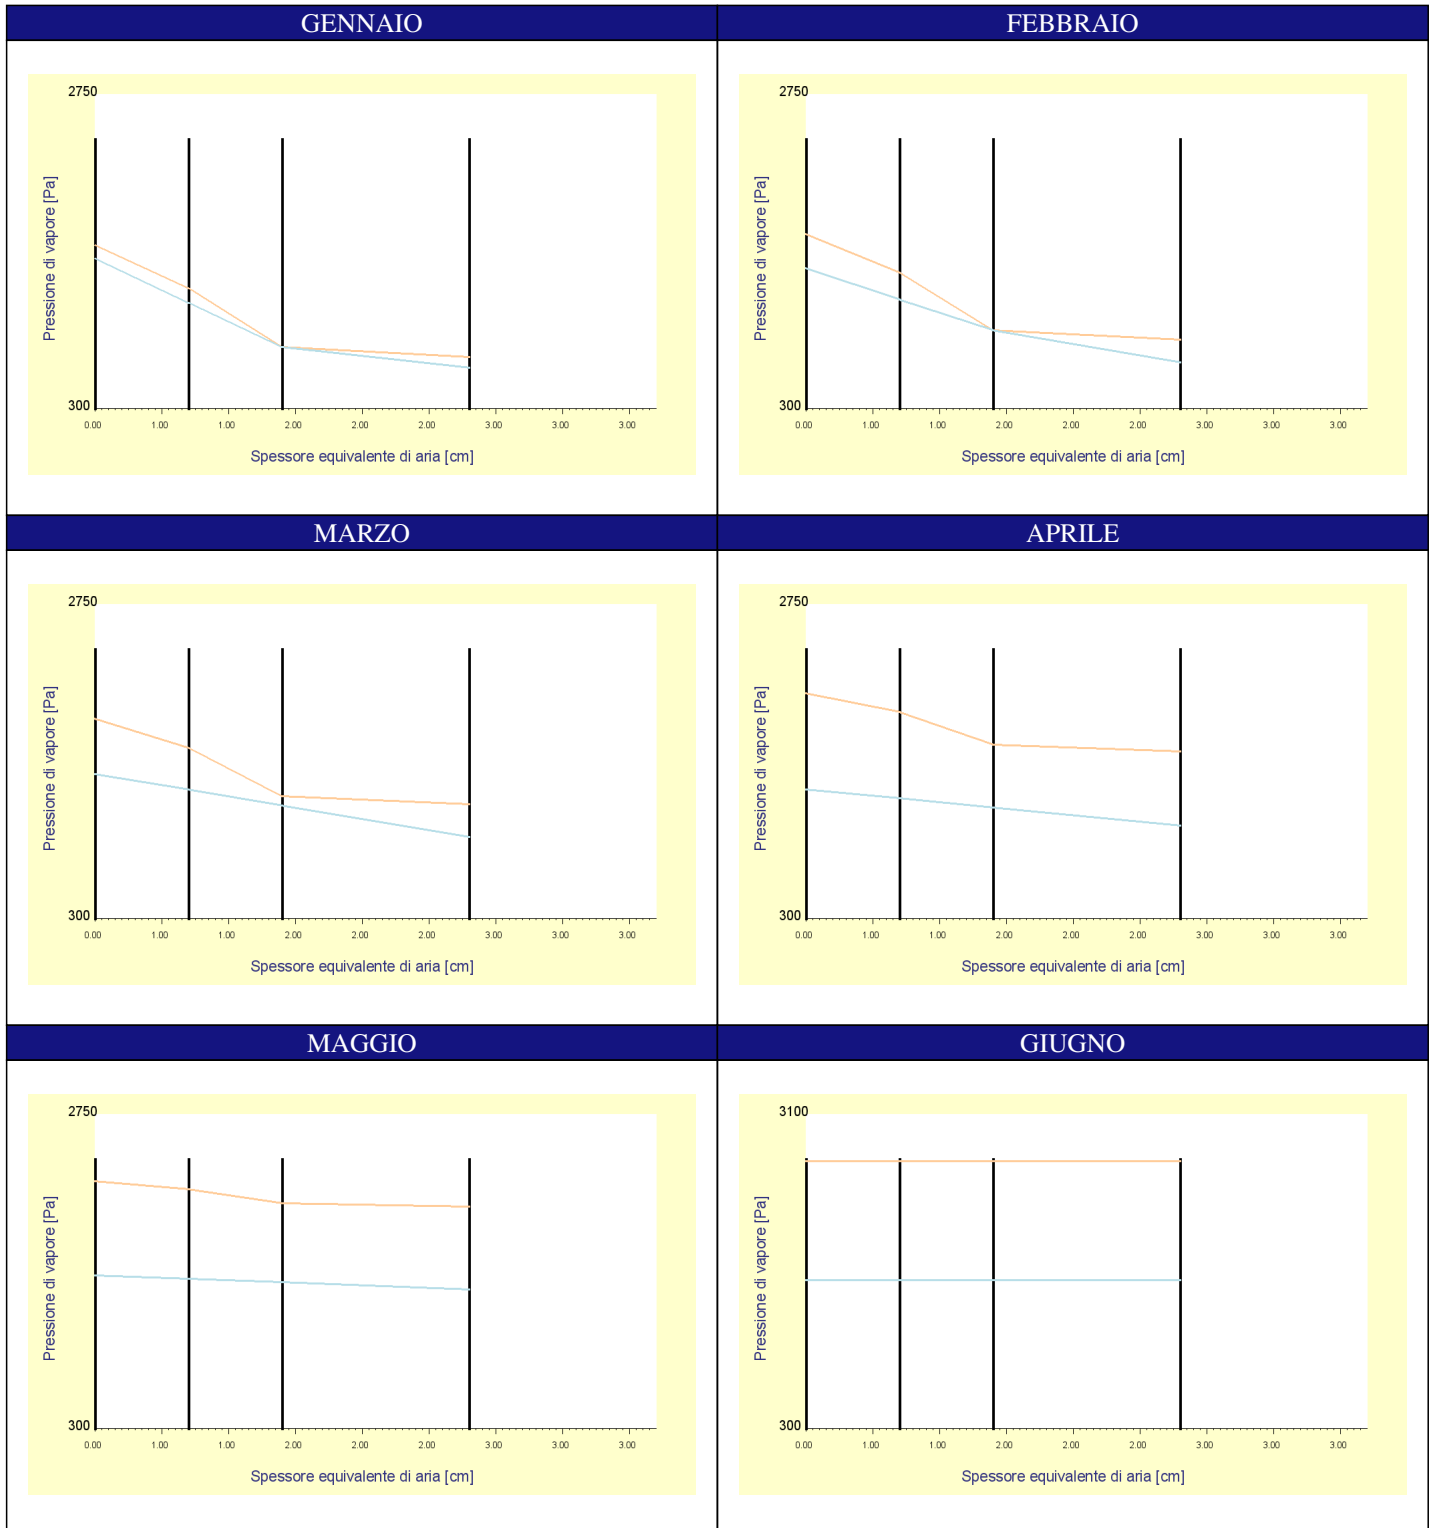 GENNAIO
FEBBRAIO
2750
Pressione di vapore [Pa]
300
0.00 1.00 1.00 2.00 2.00 2.00 3.00 3.00 3.00
Spessore equivalente di aria [cm]
2750
Pressione di vapore [Pa]
300
0.00 1.00 1.00 2.00 2.00 2.00 3.00 3.00 3.00
Spessore equivalente di aria [cm]
MARZO
APRILE
2750
Pressione di vapore [Pa]
300
0.00 1.00 1.00 2.00 2.00 2.00 3.00 3.00 3.00
Spessore equivalente di aria [cm]
2750
Pressione di vapore [Pa]
300
0.00 1.00 1.00 2.00 2.00 2.00 3.00 3.00 3.00
Spessore equivalente di aria [cm]
MAGGIO
GIUGNO
2750
Pressione di vapore [Pa]
300
0.00 1.00 1.00 2.00 2.00 2.00 3.00 3.00 3.00
Spessore equivalente di aria [cm]
3100
Pressione di vapore [Pa]
300
0.00 1.00 1.00 2.00 2.00 2.00 3.00 3.00 3.00
Spessore equivalente di aria [cm]